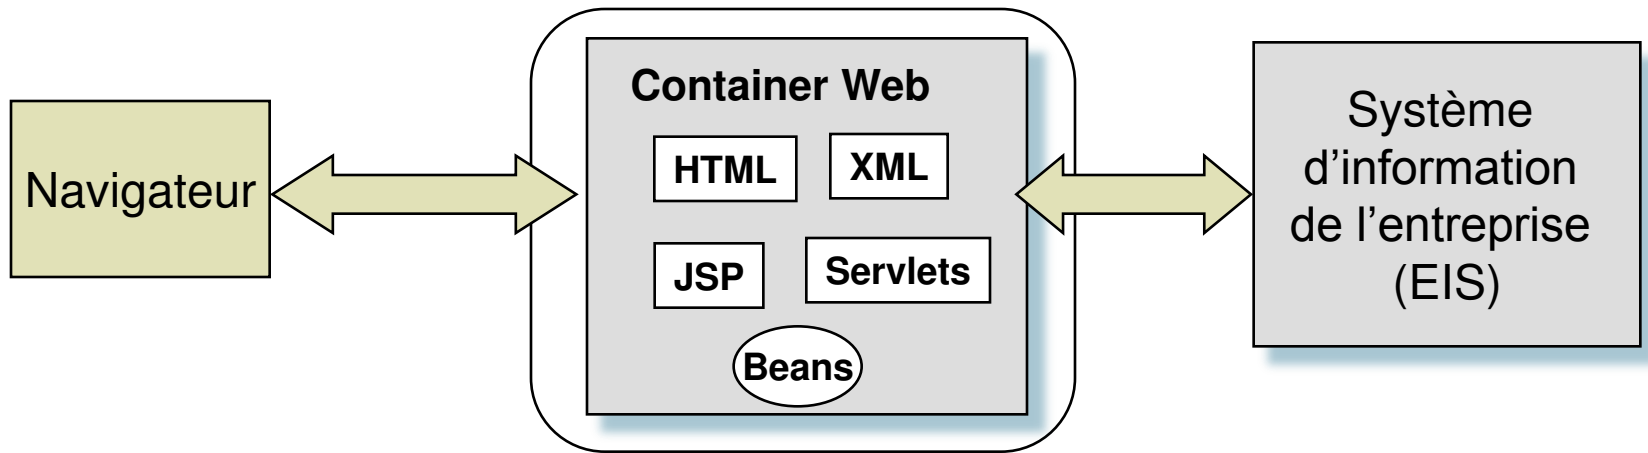 Navigateur
Container Web
HTML
XML
JSP
Servlets
Beans
Système
d’information
de l’entreprise
(EIS)